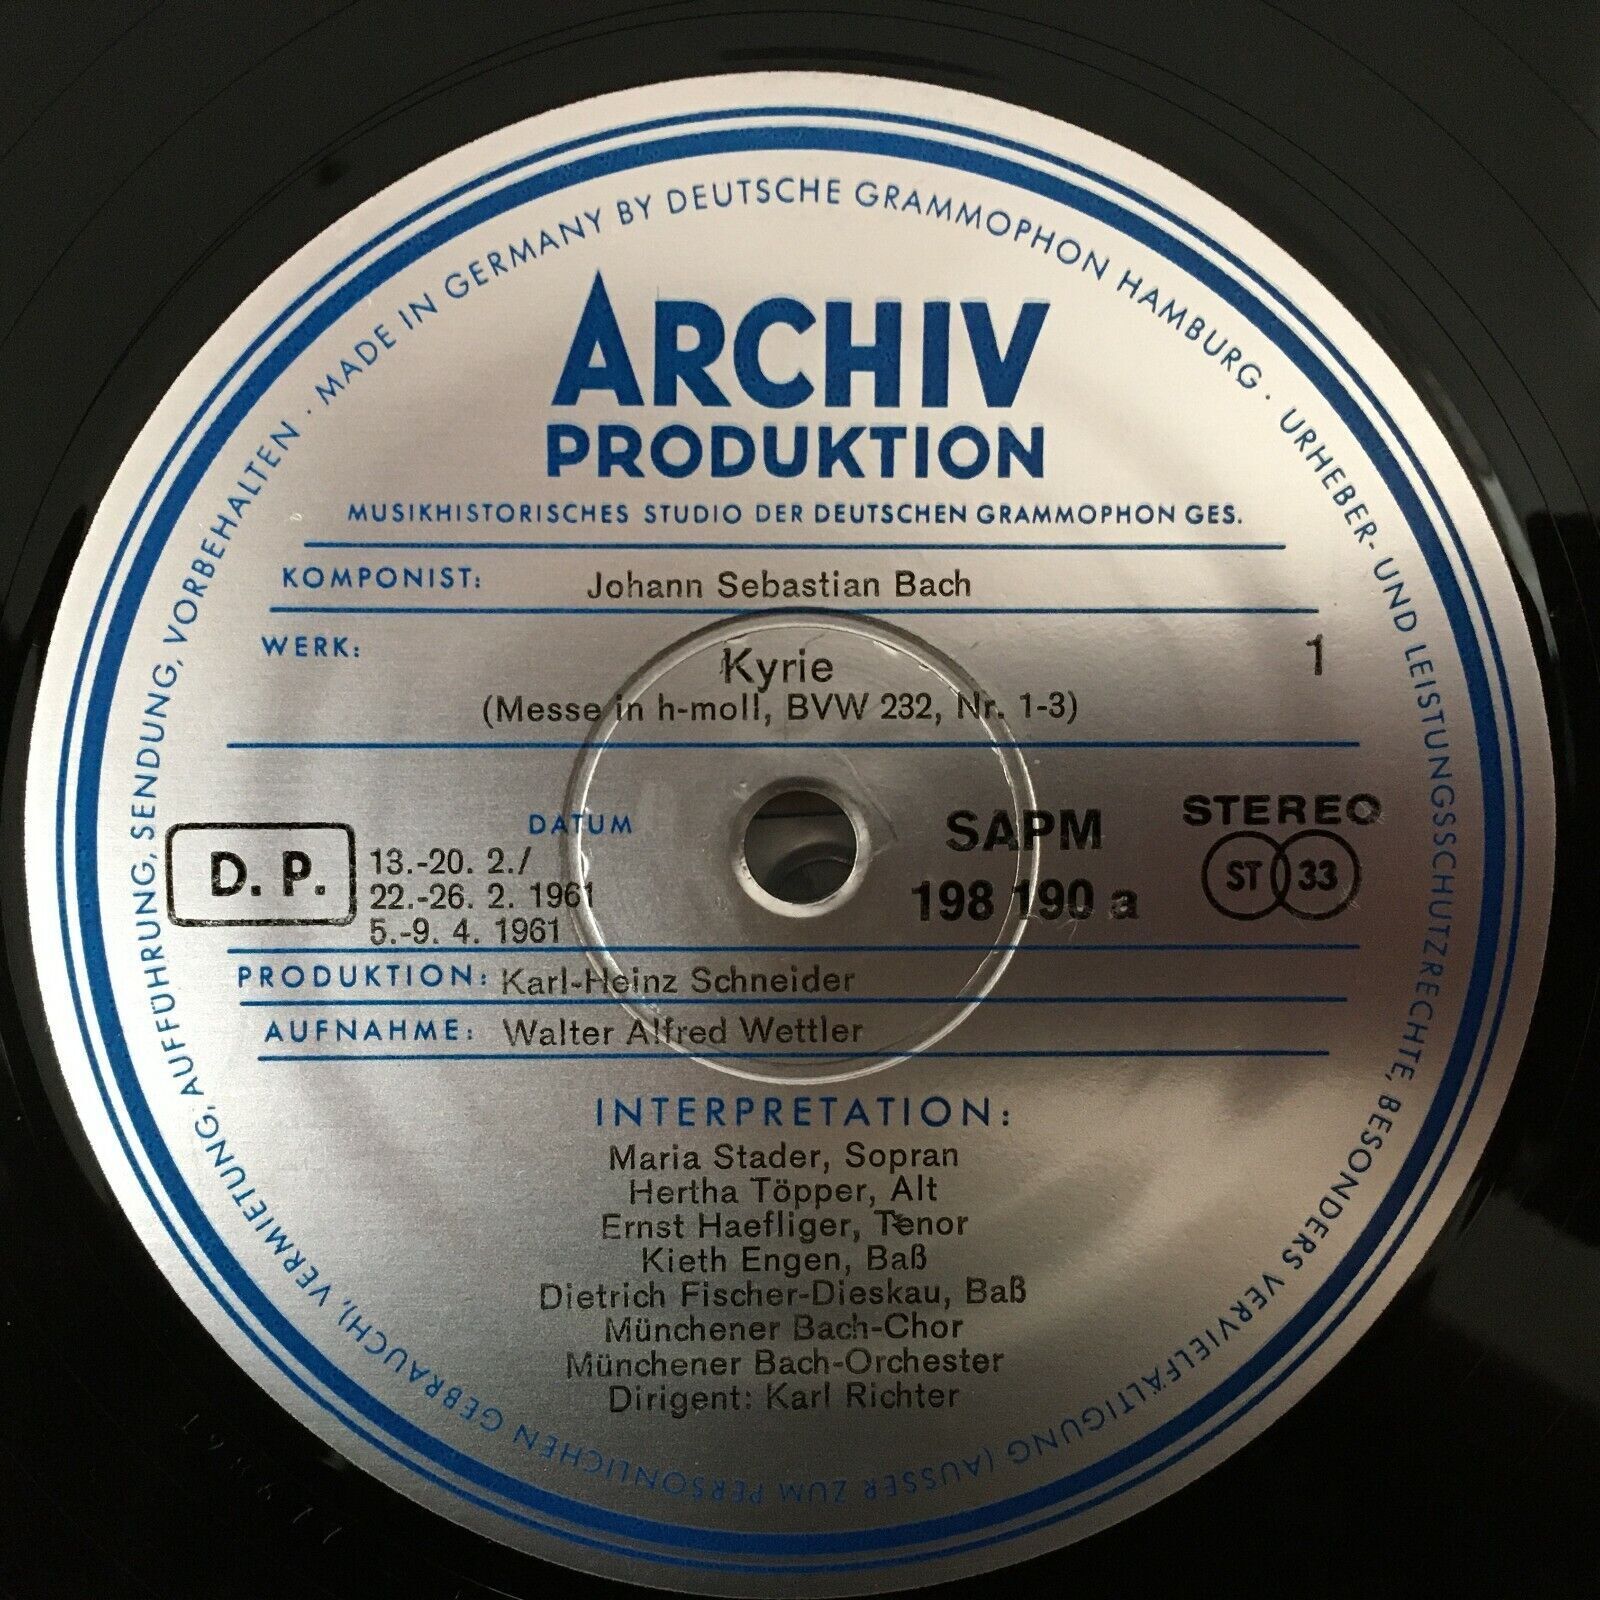 MADE IN GERMANY BY DEUTSCHE GRAMMOPHON HAMBURG · URHEBER- UND LEISTUNGSSCHUTZRECHTE, BESONDERS VERVIELFÄLTIGUNG (AUSSER ZUM PERSÖNLICHEN GEBRAUCH), VERMIETUNG, AUFFÜHRUNG, SENDUNG, VORBEHALTEN ·
ARCHIV
PRODUKTION
MUSIKHISTORISCHES STUDIO DER DEUTSCHEN GRAMMOPHON GES.
KOMPONIST: Johann Sebastian Bach
WERK: Kyrie 1
(Messe in h-moll, BVW 232, Nr. 1-3)
DATUM SAPM STEREO
D. P. 13.-20. 2./
22.-26. 2. 1961 198 190 a ST 33
5.-9. 4. 1961
PRODUKTION: Karl-Heinz Schneider
AUFNAHME: Walter Alfred Wettler
INTERPRETATION:
Maria Stader, Sopran
Hertha Töpper, Alt
Ernst Haefliger, Tenor
Kieth Engen, Baß
Dietrich Fischer-Dieskau, Baß
Münchener Bach-Chor
Münchener Bach-Orchester
Dirigent: Karl Richter